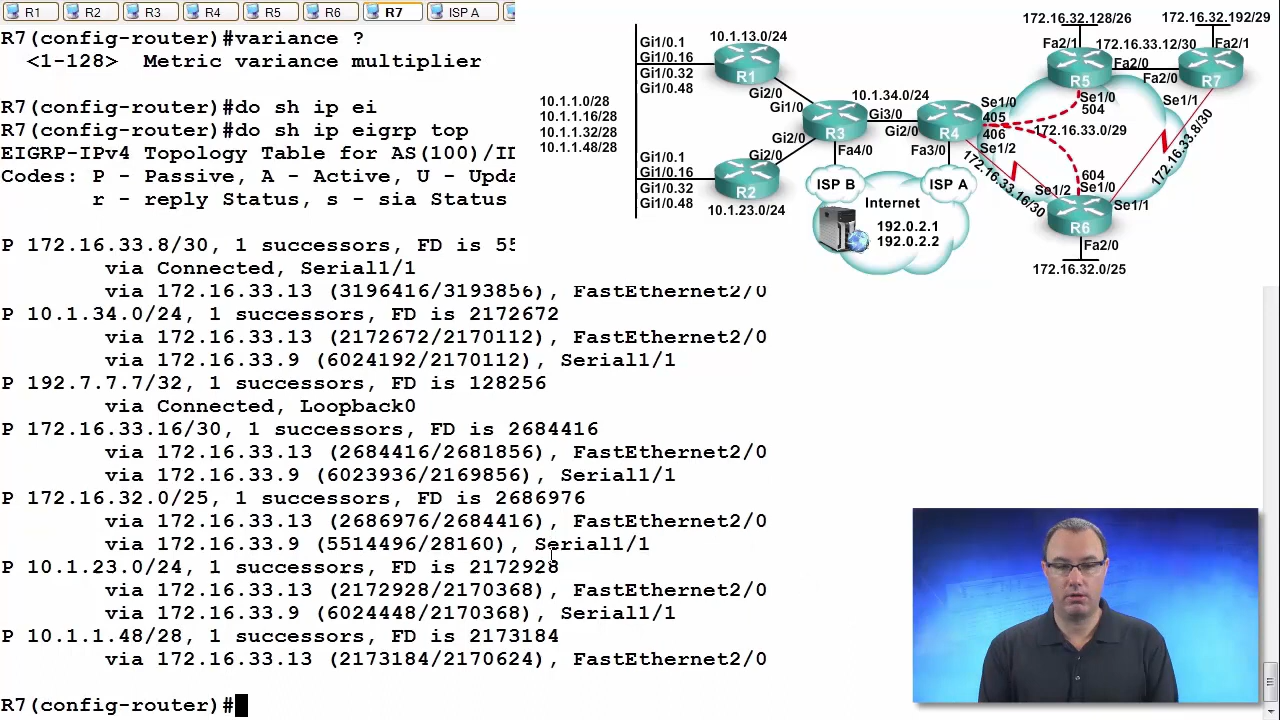 R1 R2 R3 R4 R5 R6 R7 ISP A
R7(config-router)#variance ?
<1-128> Metric variance multiplier
R7(config-router)#do sh ip ei
R7(config-router)#do sh ip eigrp top
EIGRP-IPv4 Topology Table for AS(100)/ID
Codes: P - Passive, A - Active, U - Upda
r - reply Status, s - sia Status
P 172.16.33.8/30, 1 successors, FD is 55
via Connected, Serial1/1
via 172.16.33.13 (3196416/3193856), FastEthernet2/0
P 10.1.34.0/24, 1 successors, FD is 2172672
via 172.16.33.13 (2172672/2170112), FastEthernet2/0
via 172.16.33.9 (6024192/2170112), Serial1/1
P 192.7.7.7/32, 1 successors, FD is 128256
via Connected, Loopback0
P 172.16.33.16/30, 1 successors, FD is 2684416
via 172.16.33.13 (2684416/2681856), FastEthernet2/0
via 172.16.33.9 (6023936/2169856), Serial1/1
P 172.16.32.0/25, 1 successors, FD is 2686976
via 172.16.33.13 (2686976/2684416), FastEthernet2/0
via 172.16.33.9 (5514496/28160), Serial1/1
P 10.1.23.0/24, 1 successors, FD is 2172928
via 172.16.33.13 (2172928/2170368), FastEthernet2/0
via 172.16.33.9 (6024448/2170368), Serial1/1
P 10.1.1.48/28, 1 successors, FD is 2173184
via 172.16.33.13 (2173184/2170624), FastEthernet2/0
R7(config-router)#
10.1.1.0/28
10.1.1.16/28
10.1.1.32/28
10.1.1.48/28
Gi1/0.1
Gi1/0.16
Gi1/0.32
Gi1/0.48
10.1.13.0/24
R1
Gi2/0
Gi1/0
Gi1/0.1
Gi1/0.16
Gi1/0.32
Gi1/0.48
Gi2/0
Gi2/0
R2
10.1.23.0/24
R3
Gi3/0
Fa4/0
10.1.34.0/24
Gi2/0
R4
Fa3/0
Se1/0
405
406
Se1/2
ISP B
ISP A
Internet
192.0.2.1
192.0.2.2
172.16.32.128/26
Fa2/1
R5
Fa2/0
Se1/0
504
172.16.33.12/30
172.16.32.192/29
Fa2/1
Fa2/0
R7
Se1/1
172.16.33.0/29
172.16.33.8/30
172.16.33.16/30
604
Se1/0
Se1/2
Se1/1
R6
Fa2/0
172.16.32.0/25